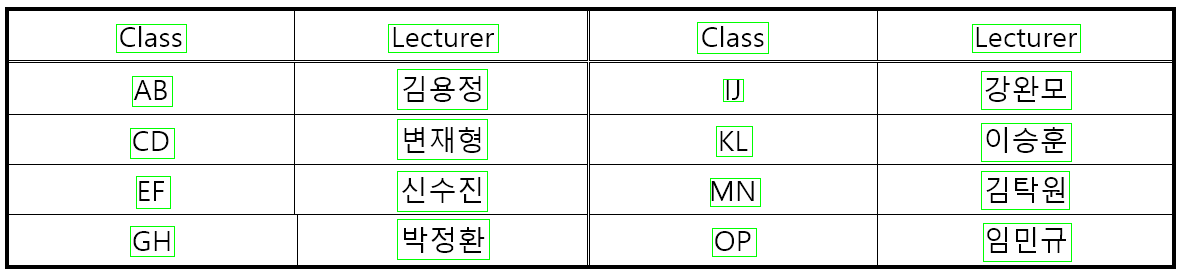 Class Lecturer Class Lecturer
AB 김용정 IJ 강완모
CD 변재형 KL 이승훈
EF 신수진 MN 김탁원
GH 박정환 OP 임민규